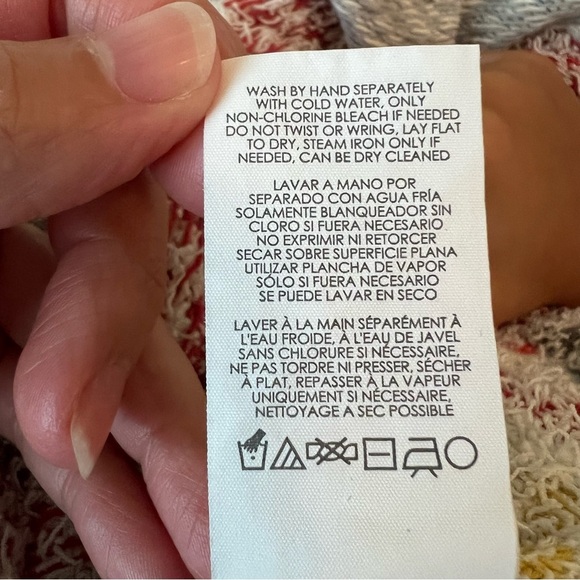 WASH BY HAND SEPARATELY
WITH COLD WATER, ONLY
NON-CHLORINE BLEACH IF NEEDED
DO NOT TWIST OR WRING, LAY FLAT
TO DRY, STEAM IRON ONLY IF
NEEDED, CAN BE DRY CLEANED
LAVAR A MANO POR
SEPARADO CON AGUA FRÍA
SOLAMENTE BLANQUEADOR SIN
CLORO SI FUERA NECESARIO
NO EXPRIMIR NI RETORCER
SECAR SOBRE SUPERFICIE PLANA
UTILIZAR PLANCHA DE VAPOR
SÓLO SI FUERA NECESARIO
SE PUEDE LAVAR EN SECO
LAVER À LA MAIN SÉPARÉMENT À
L'EAU FROIDE, À L'EAU DE JAVEL
SANS CHLORURE SI NÉCESSAIRE,
NE PAS TORDRE NI PRESSER, SÉCHER
À PLAT, REPASSER À LA VAPEUR
UNIQUEMENT SI NÉCESSAIRE,
NETTOYAGE A SEC POSSIBLE